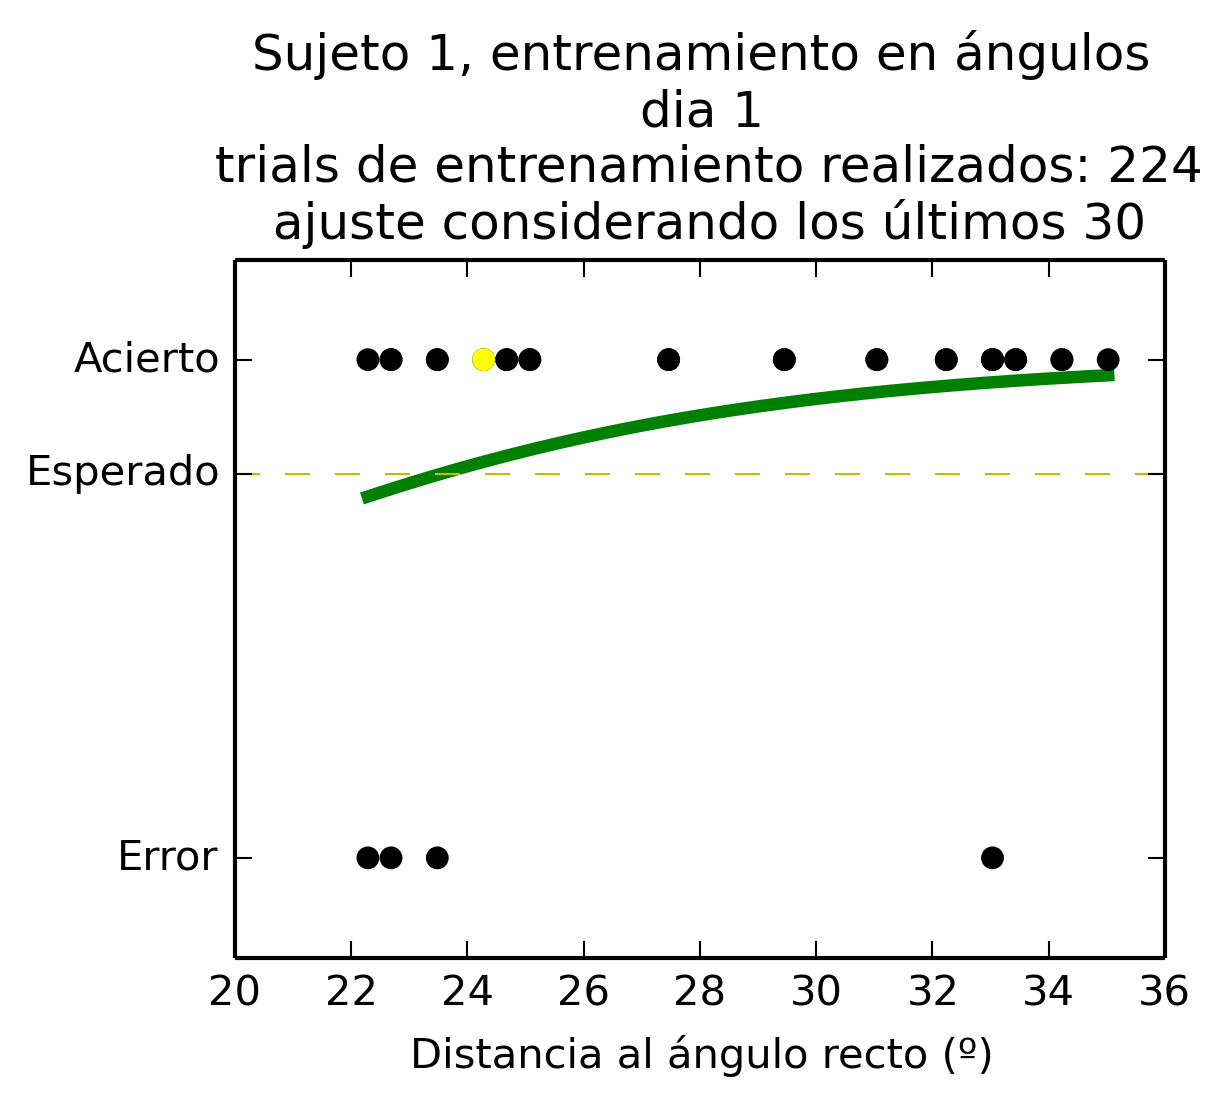 Sujeto 1, entrenamiento en ángulos
dia 1
trials de entrenamiento realizados: 224
ajuste considerando los últimos 30
Acierto
Esperado
Error
20 22 24 26 28 30 32 34 36
Distancia al ángulo recto (º)